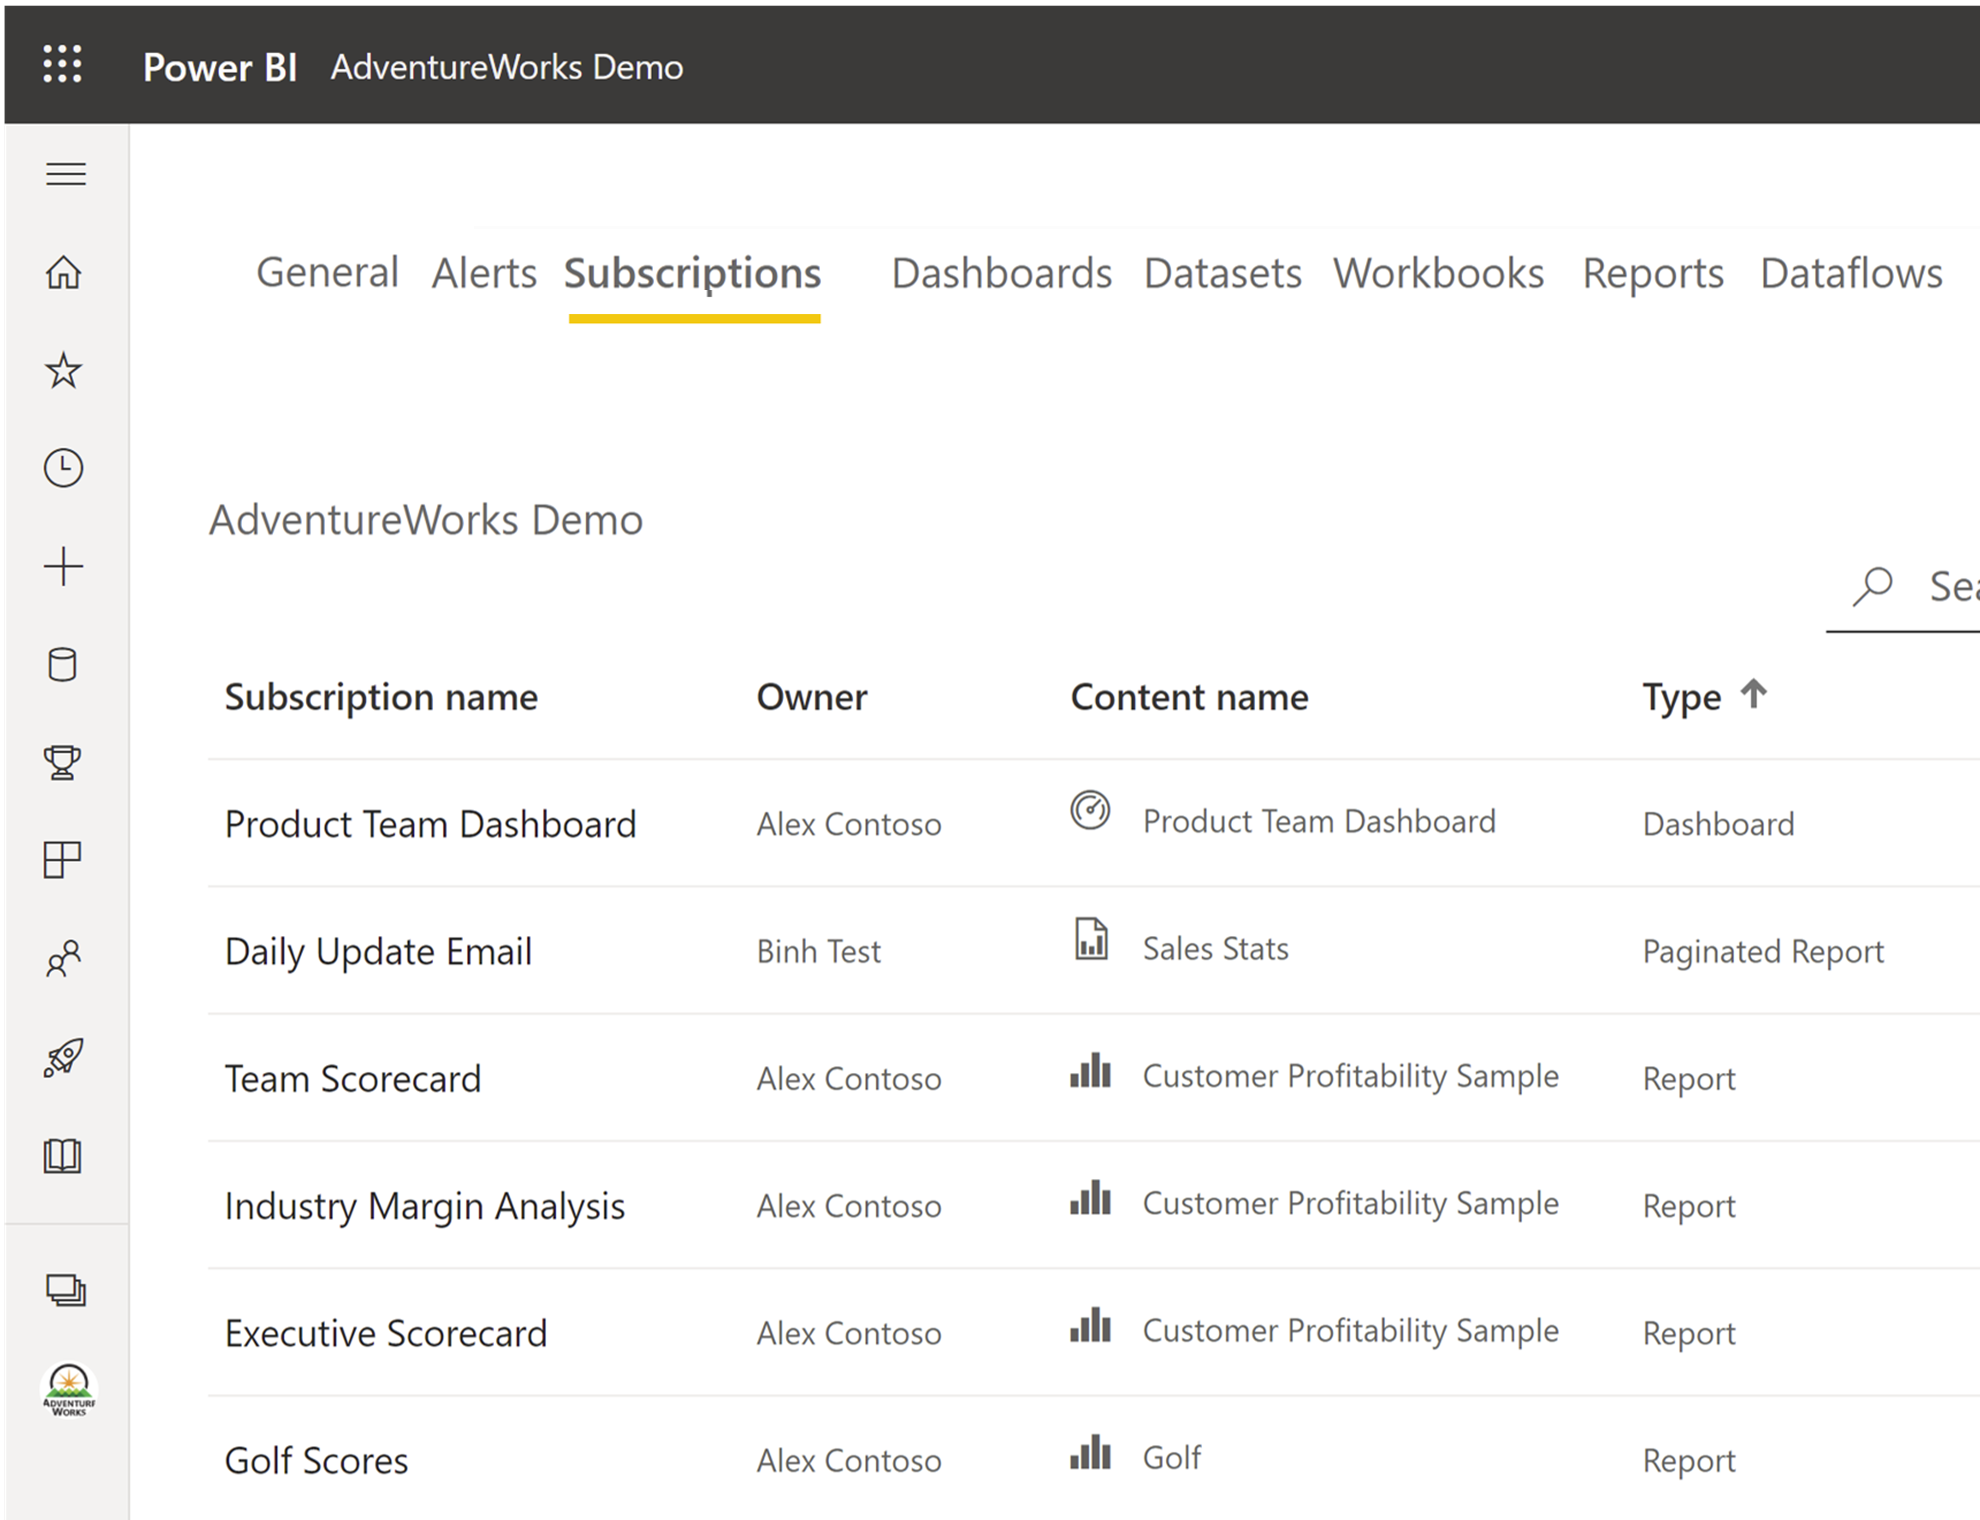 Power BI AdventureWorks Demo
General Alerts Subscriptions Dashboards Datasets Workbooks Reports Dataflows
AdventureWorks Demo
Subscription name Owner Content name Type
Product Team Dashboard Alex Contoso Product Team Dashboard Dashboard
Daily Update Email Binh Test Sales Stats Paginated Report
Team Scorecard Alex Contoso Customer Profitability Sample Report
Industry Margin Analysis Alex Contoso Customer Profitability Sample Report
Executive Scorecard Alex Contoso Customer Profitability Sample Report
ADVENTURE
WORKS
Golf Scores Alex Contoso Golf Report